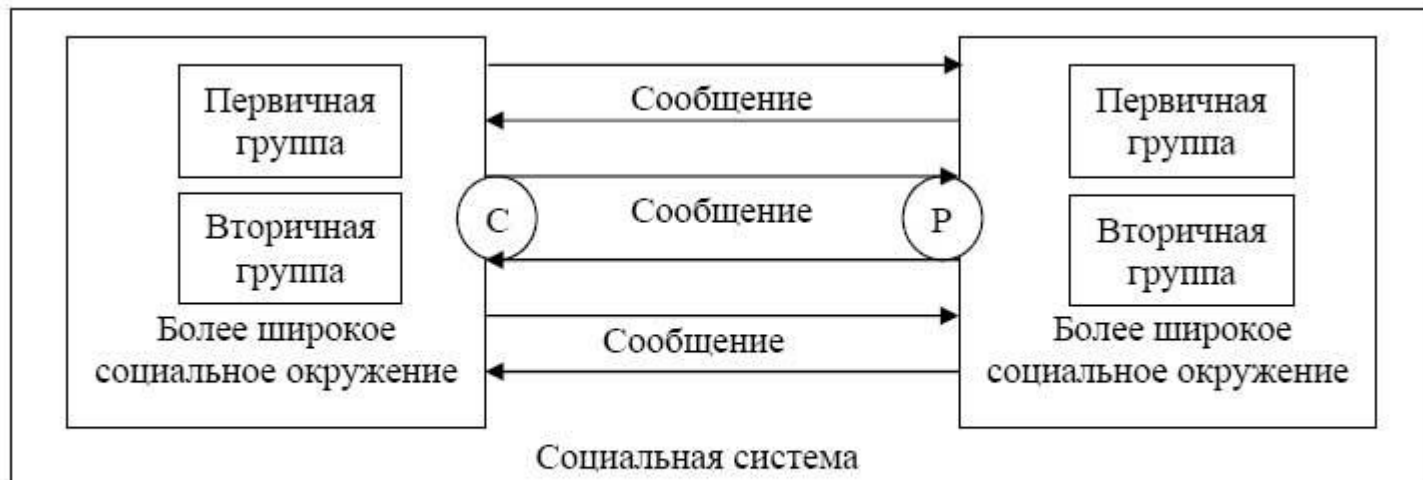 Первичная
группа
Вторичная
группа
Более широкое
социальное окружение
Сообщение
С
Сообщение
Р
Сообщение
Первичная
группа
Вторичная
группа
Более широкое
социальное окружение
Социальная система